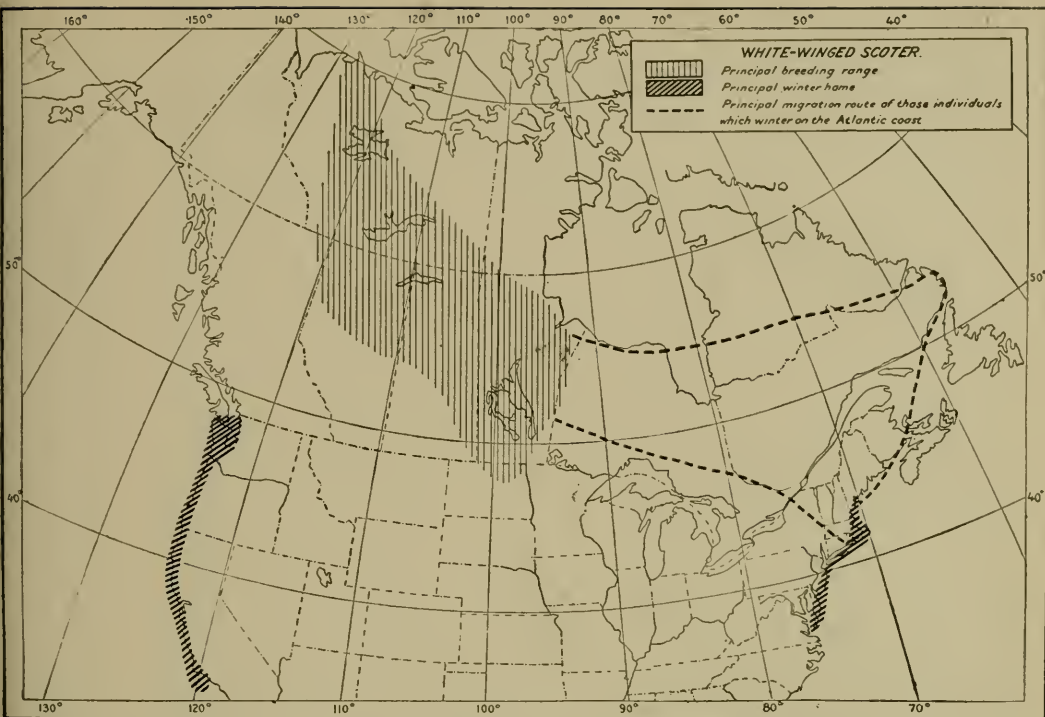 160° 150° 140° 130° 120° 110° 100° 90° 80° 70° 60° 50° 40°
WHITE-WINGED SCOTER.
Principal breeding range
Principal winter home
Principal migration route of those individuals
which winter on the Atlantic coast
50° 50°
40° 40°
130° 120° 110° 100° 90° 80° 70°